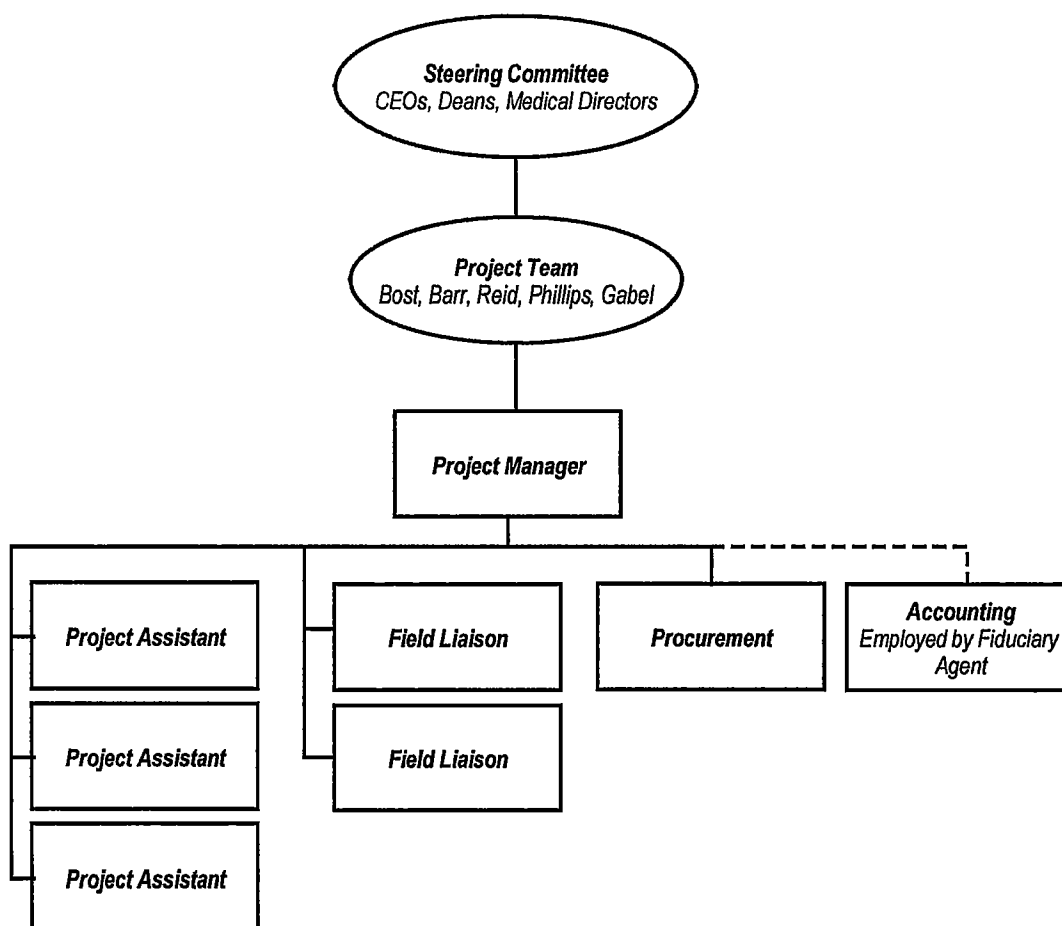 Steering Committee
CEOs, Deans, Medical Directors
Project Team
Bost, Barr, Reid, Phillips, Gabel
Project Manager
Project Assistant
Field Liaison
Procurement
Accounting
Employed by Fiduciary
Agent
Project Assistant
Field Liaison
Project Assistant